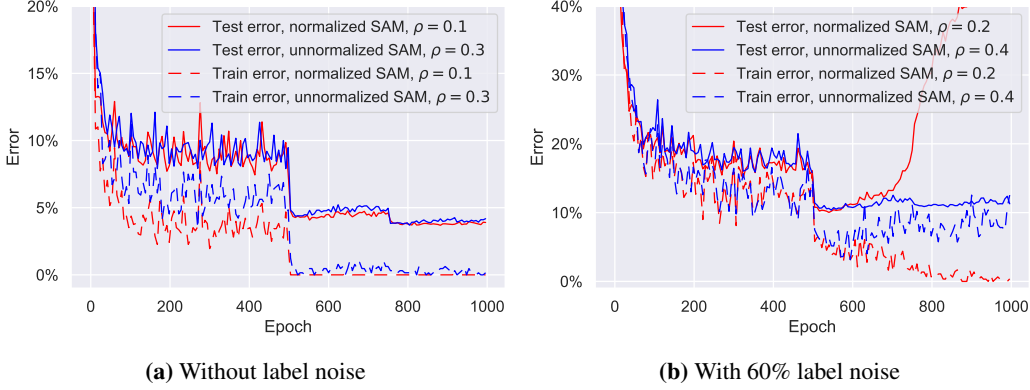 20%
15%
10%
5%
0%
Error
Test error, normalized SAM, ρ = 0.1
Test error, unnormalized SAM, ρ = 0.3
Train error, normalized SAM, ρ = 0.1
Train error, unnormalized SAM, ρ = 0.3
0 200 400 600 800 1000
Epoch
(a) Without label noise
40%
30%
20%
10%
0%
Error
Test error, normalized SAM, ρ = 0.2
Test error, unnormalized SAM, ρ = 0.4
Train error, normalized SAM, ρ = 0.2
Train error, unnormalized SAM, ρ = 0.4
0 200 400 600 800 1000
Epoch
(b) With 60% label noise